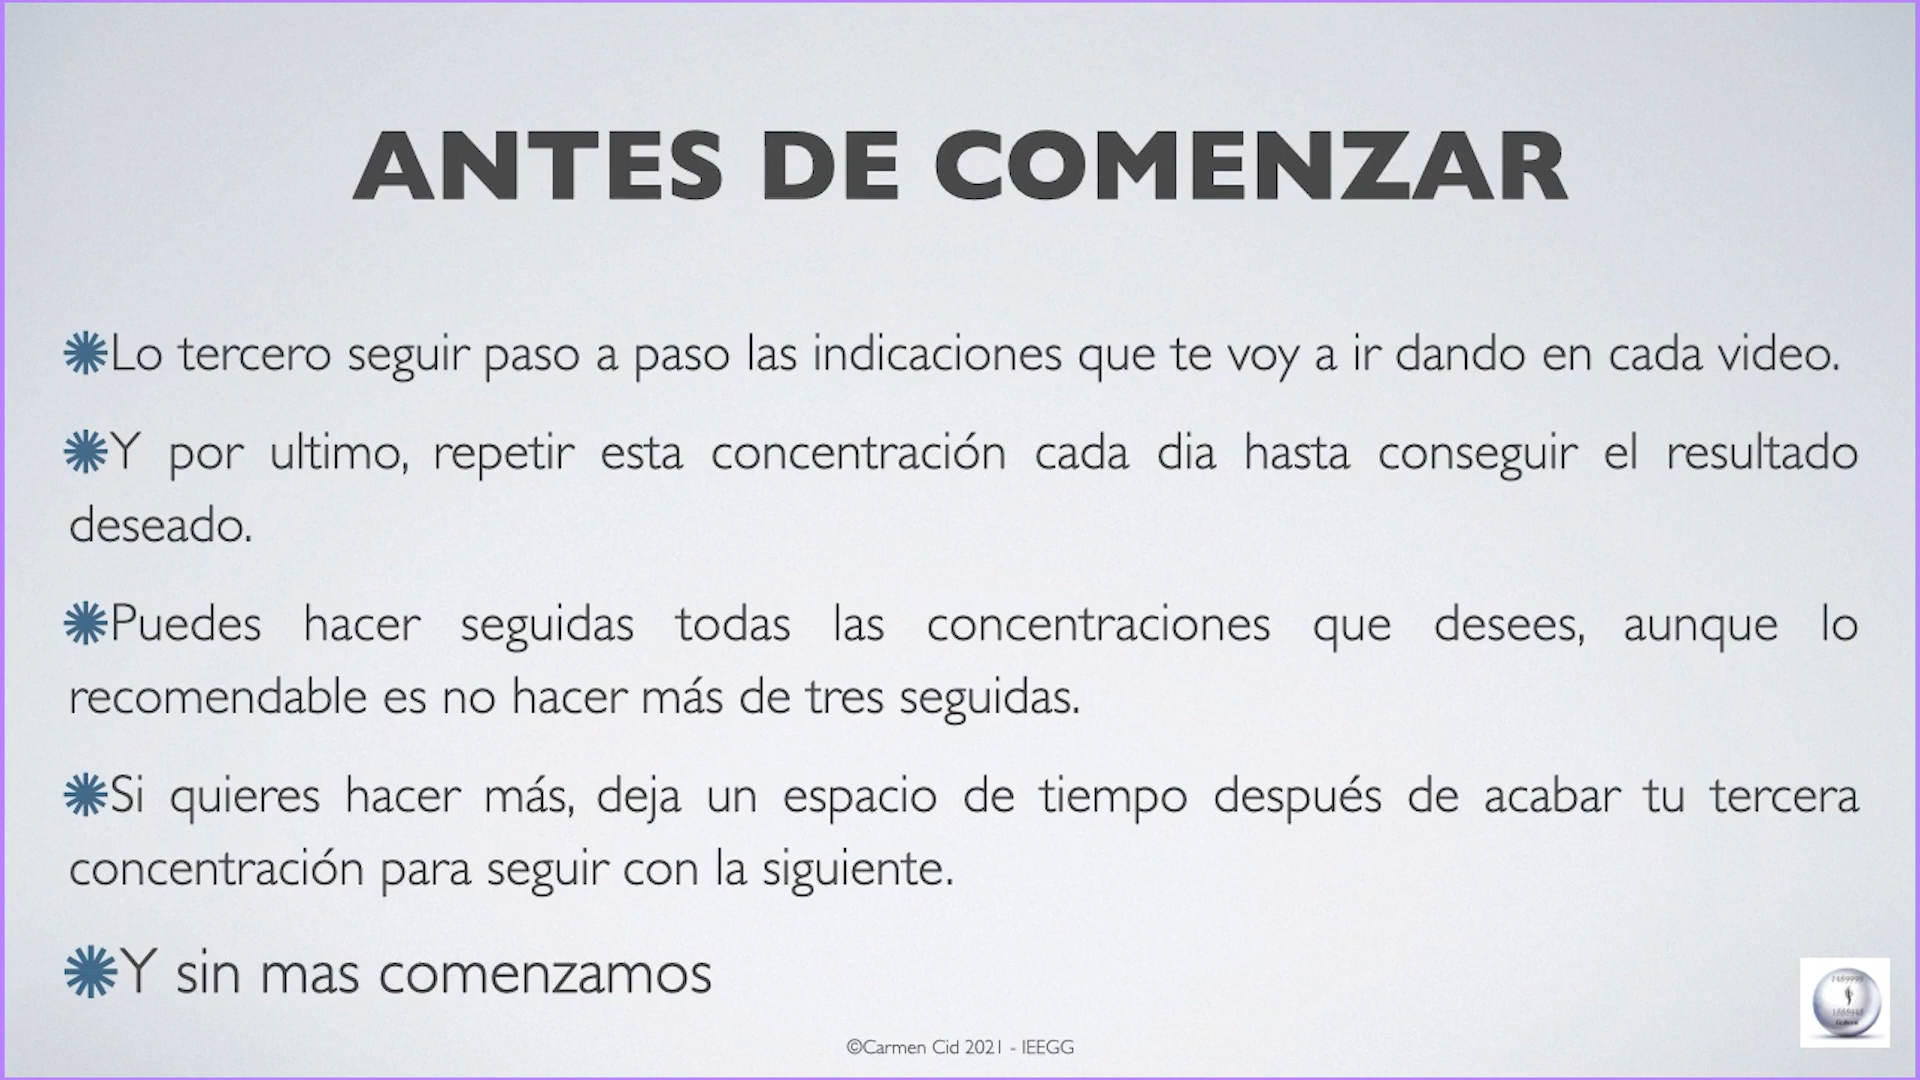 ANTES DE COMENZAR
Lo tercero seguir paso a paso las indicaciones que te voy a ir dando en cada video.
Y por ultimo, repetir esta concentración cada dia hasta conseguir el resultado
deseado.
Puedes hacer seguidas todas las concentraciones que desees, aunque lo
recomendable es no hacer más de tres seguidas.
Si quieres hacer más, deja un espacio de tiempo después de acabar tu tercera
concentración para seguir con la siguiente.
Y sin mas comenzamos
©Carmen Cid 2021 - IEEGG